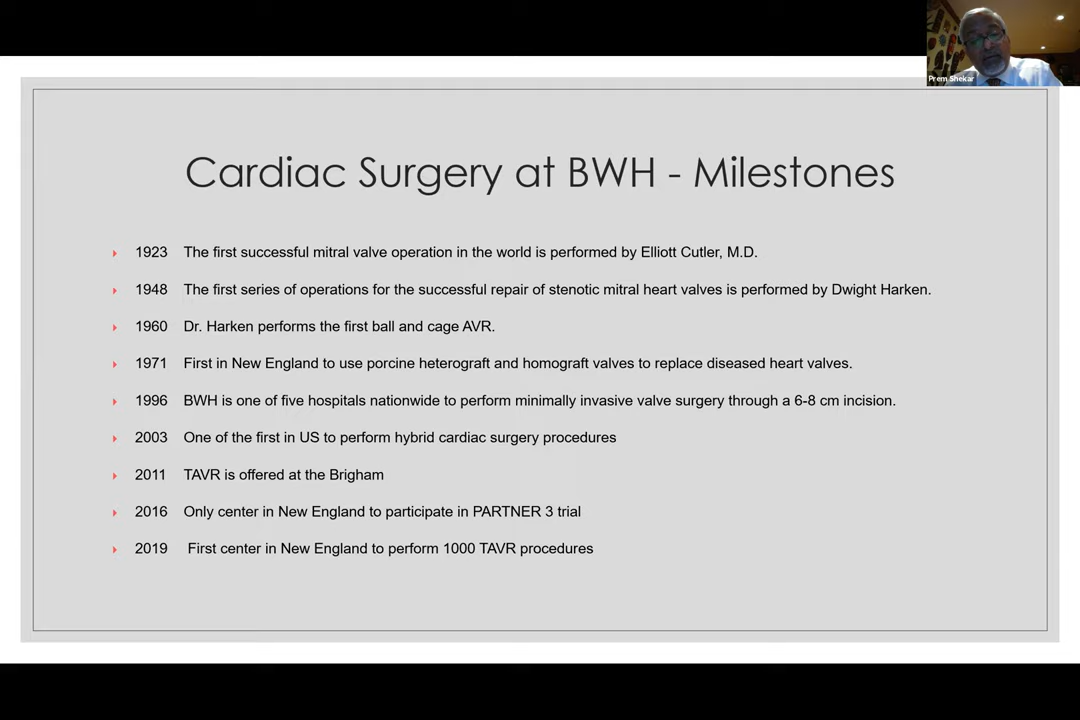 Prem Shekar
Cardiac Surgery at BWH - Milestones
1923 The first successful mitral valve operation in the world is performed by Elliott Cutler, M.D.
1948 The first series of operations for the successful repair of stenotic mitral heart valves is performed by Dwight Harken.
1960 Dr. Harken performs the first ball and cage AVR.
1971 First in New England to use porcine heterograft and homograft valves to replace diseased heart valves.
1996 BWH is one of five hospitals nationwide to perform minimally invasive valve surgery through a 6-8 cm incision.
2003 One of the first in US to perform hybrid cardiac surgery procedures
2011 TAVR is offered at the Brigham
2016 Only center in New England to participate in PARTNER 3 trial
2019 First center in New England to perform 1000 TAVR procedures